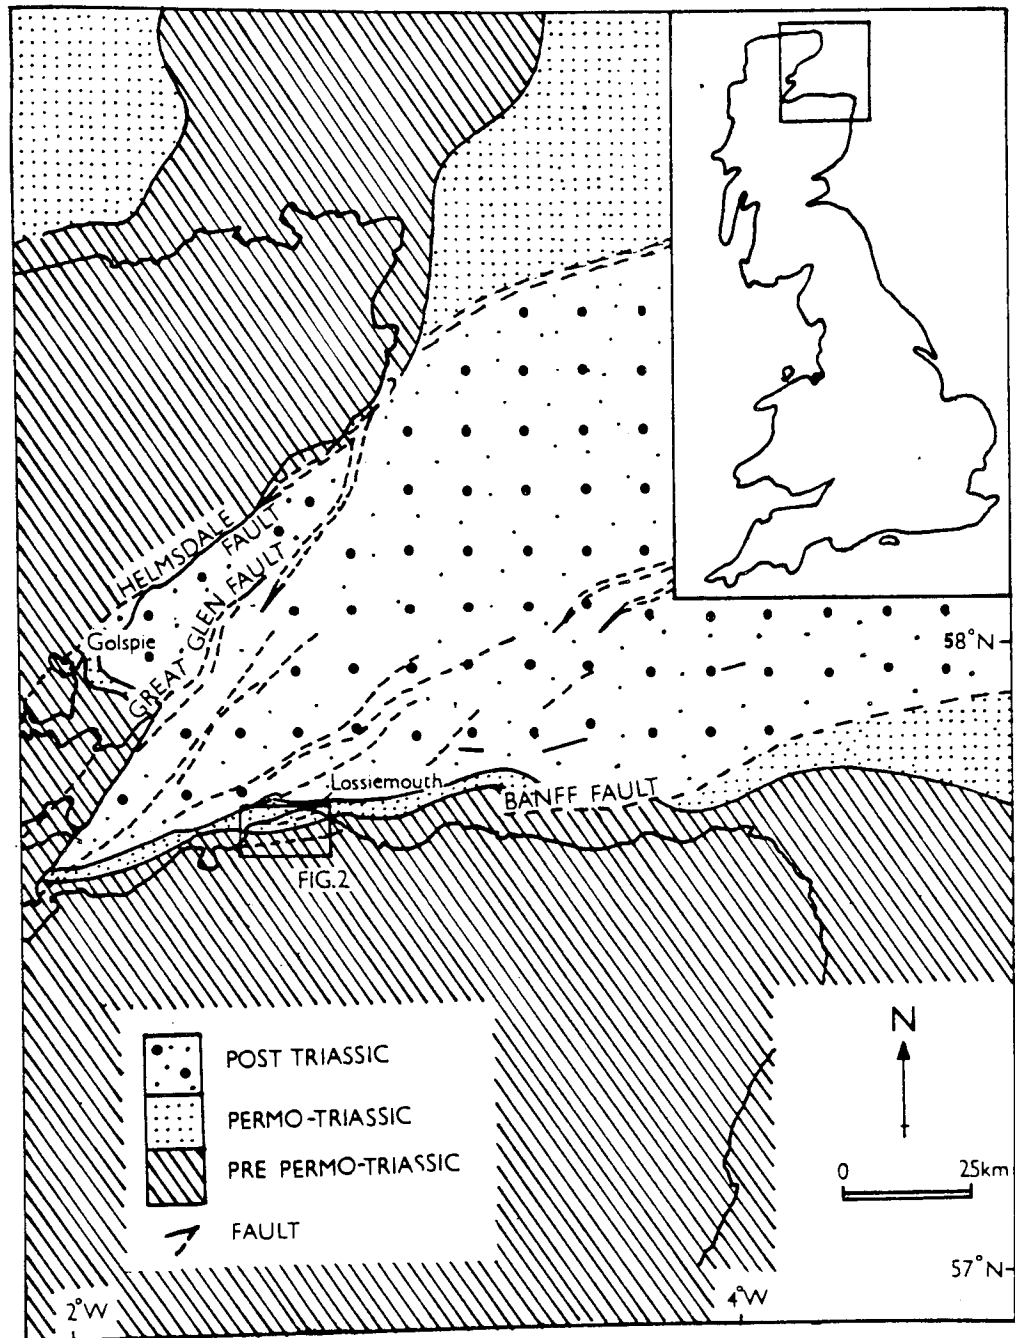 HELMSDALE
FAULT
GREAT GLEN FAULT
Golspie
58°N
Lossiemouth
BANFF FAULT
FIG.2
POST TRIASSIC
PERMO-TRIASSIC
PRE PERMO-TRIASSIC
FAULT
N
0 25km
57°N
2°W
4°W